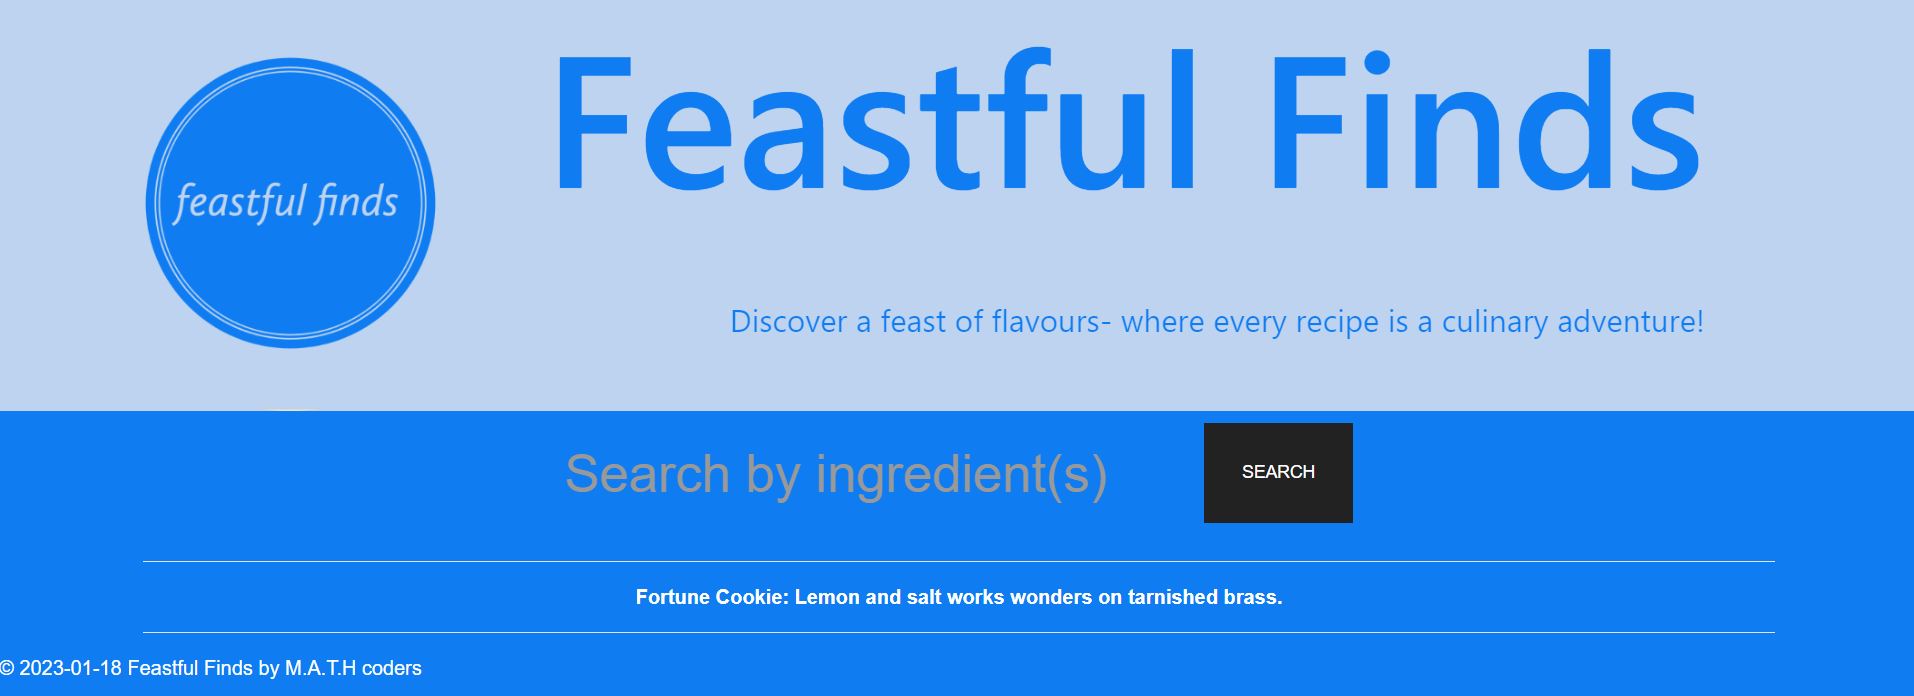 feastful finds
Feastful Finds
Discover a feast of flavours- where every recipe is a culinary adventure!
Search by ingredient(s)
SEARCH
Fortune Cookie: Lemon and salt works wonders on tarnished brass.
© 2023-01-18 Feastful Finds by M.A.T.H coders